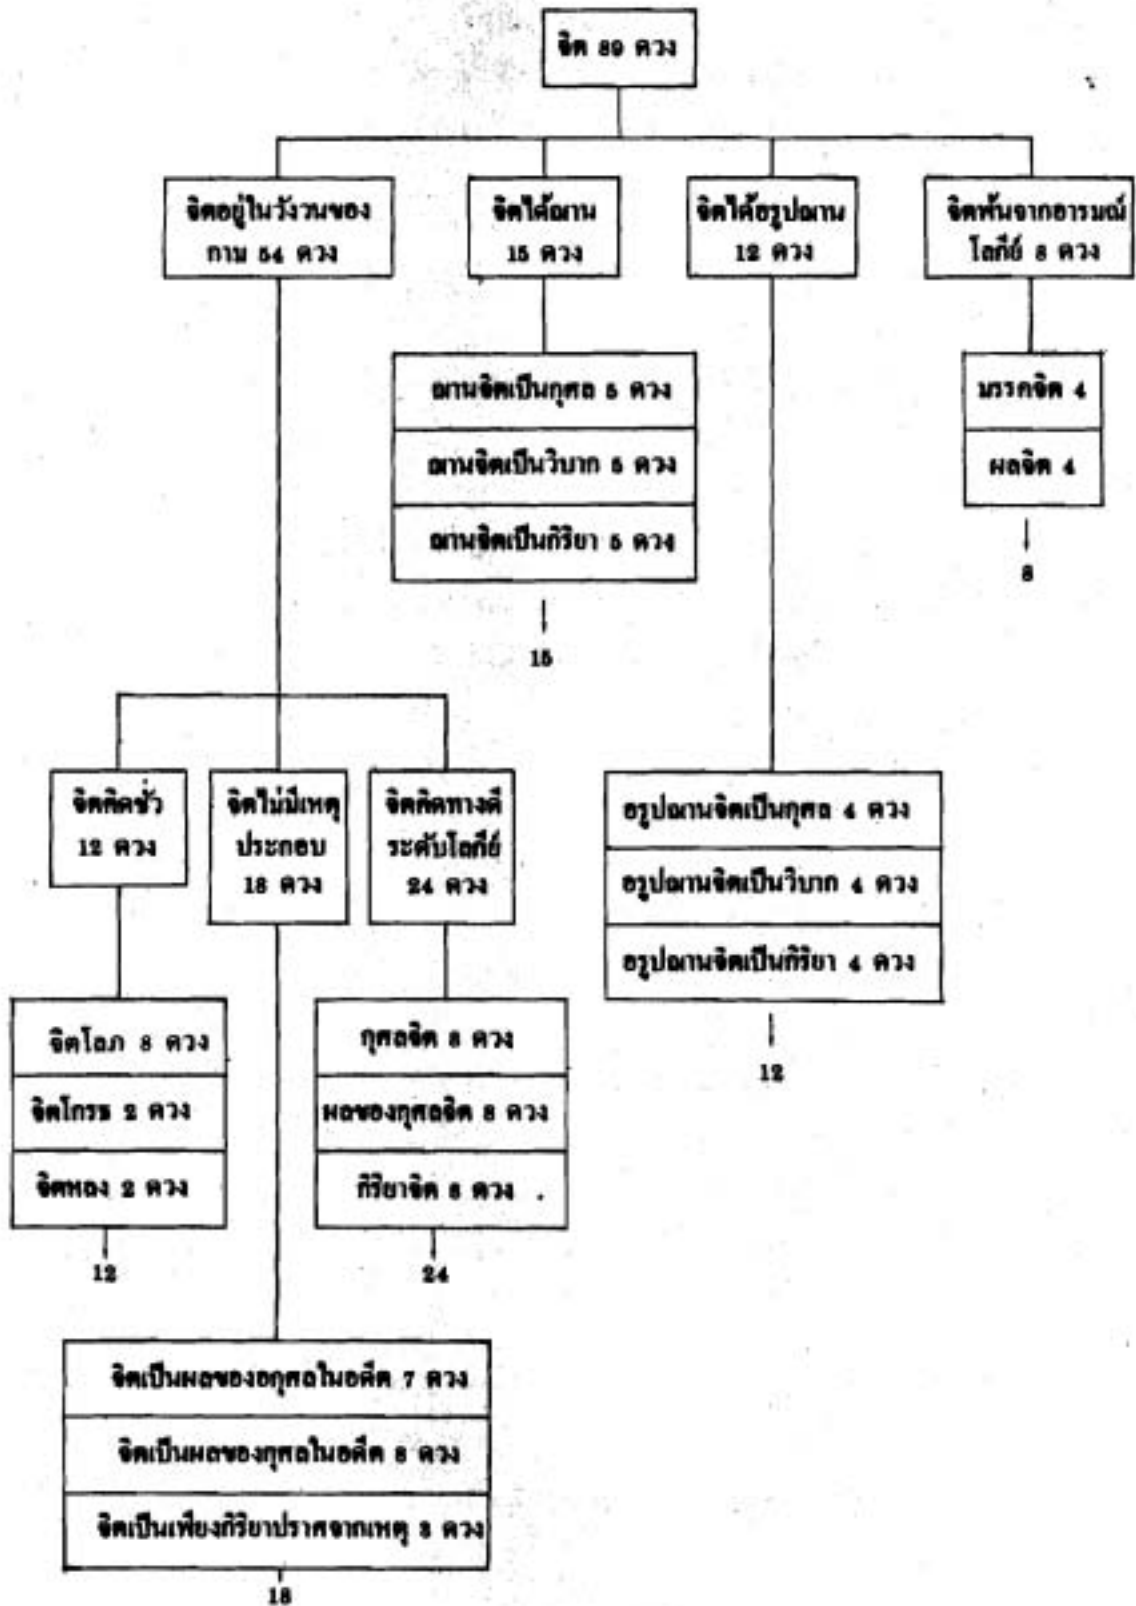 จิต 89 ดวง
จิตอยู่ในวังวนของ
กาม 54 ดวง
จิตได้ฌาน
15 ดวง
จิตได้อรูปฌาน
12 ดวง
จิตพ้นจากอารมณ์
โลกีย์ 8 ดวง
ฌานจิตเป็นกุศล 5 ดวง
ฌานจิตเป็นวิบาก 5 ดวง
ฌานจิตเป็นกิริยา 5 ดวง
15
มรรคจิต 4
ผลจิต 4
8
จิตคิดชั่ว
12 ดวง
จิตไม่มีเหตุ
ประกอบ
18 ดวง
จิตคิดทางดี
ระดับโลกีย์
24 ดวง
อรูปฌานจิตเป็นกุศล 4 ดวง
อรูปฌานจิตเป็นวิบาก 4 ดวง
อรูปฌานจิตเป็นกิริยา 4 ดวง
12
จิตโลภ 8 ดวง
จิตโกรธ 2 ดวง
จิตหลง 2 ดวง
12
กุศลจิต 8 ดวง
ผลของกุศลจิต 8 ดวง
กิริยาจิต 8 ดวง
24
จิตเป็นผลของอกุศลในอดีต 7 ดวง
จิตเป็นผลของกุศลในอดีต 8 ดวง
จิตเป็นเพียงกิริยาปราศจากเหตุ 3 ดวง
18